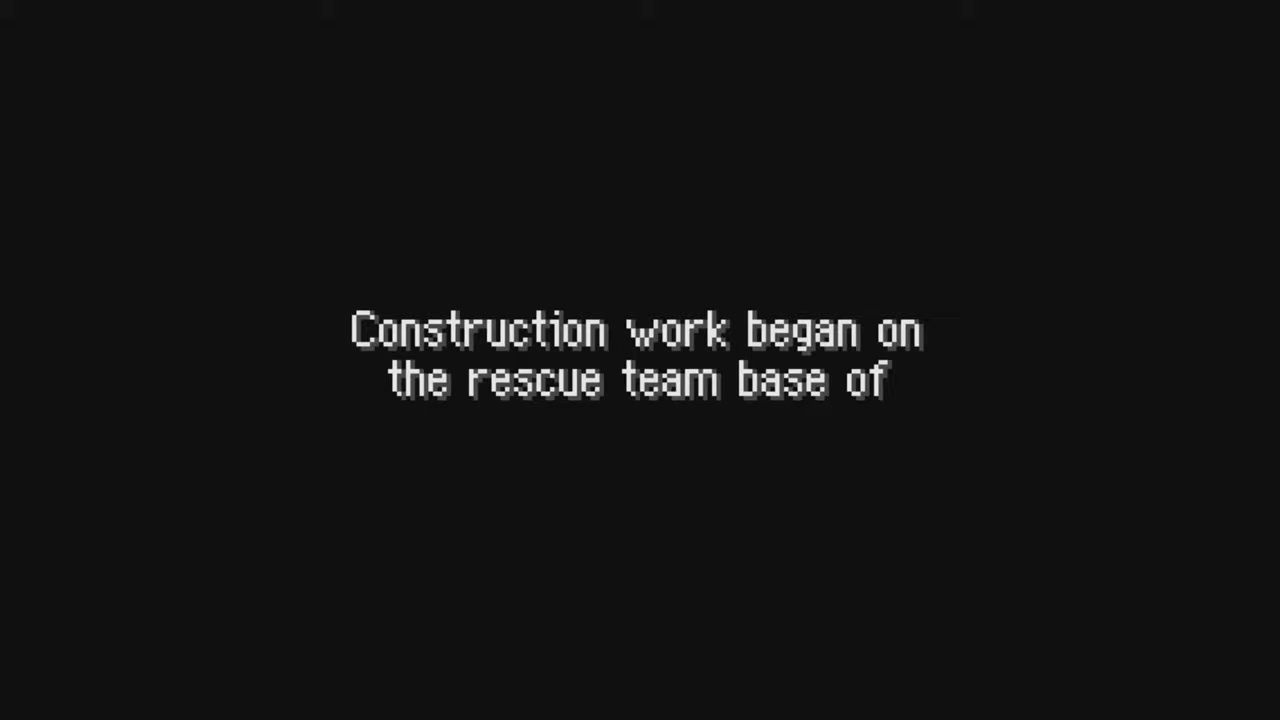 Construction work began on
the rescue team base of